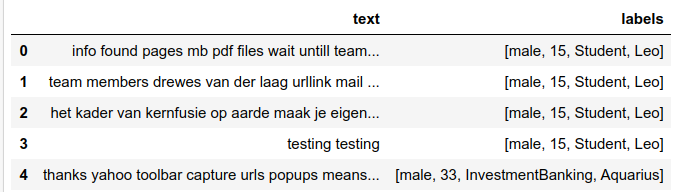 text labels
0 info found pages mb pdf files wait untill team... [male, 15, Student, Leo]
1 team members drewes van der laag urllink mail ... [male, 15, Student, Leo]
2 het kader van kernfusie op aarde maak je eigen... [male, 15, Student, Leo]
3 testing testing [male, 15, Student, Leo]
4 thanks yahoo toolbar capture urls popups means... [male, 33, InvestmentBanking, Aquarius]